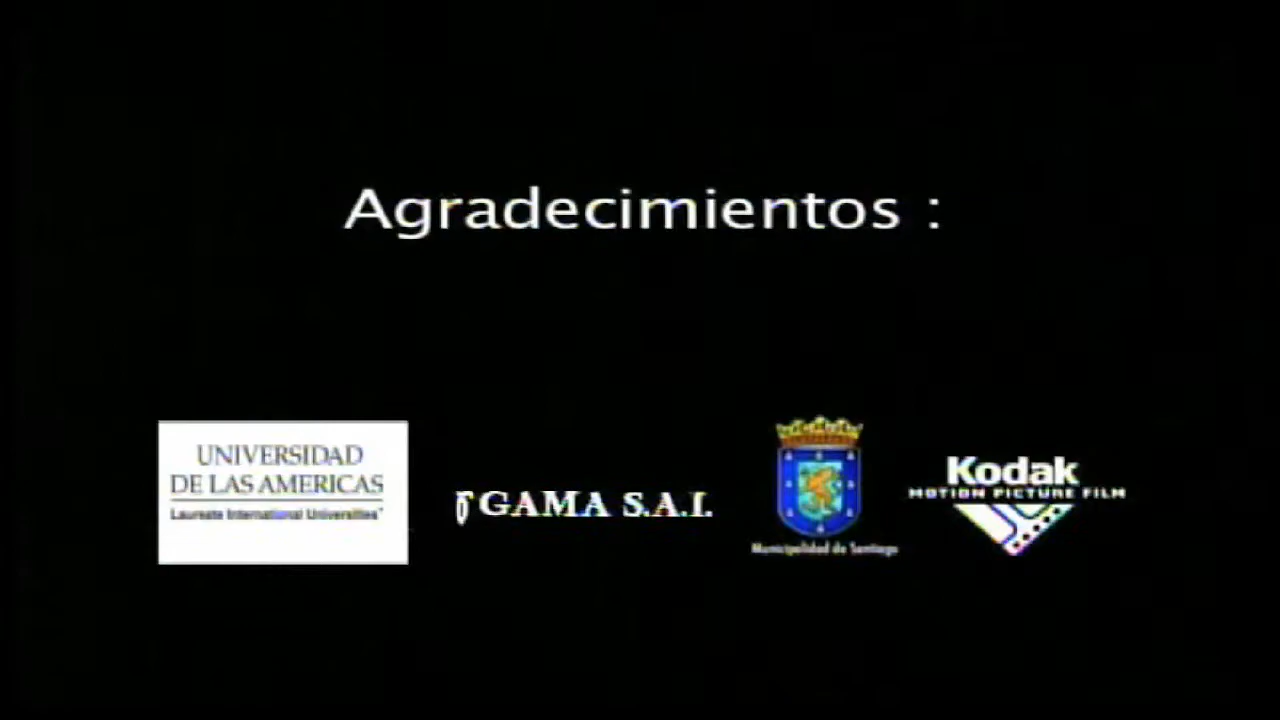 Agradecimientos :
UNIVERSIDAD
DE LAS AMERICAS
Laureate International Universities
GAMA S.A.I.
Municipalidad de Santiago
Kodak
MOTION PICTURE FILM